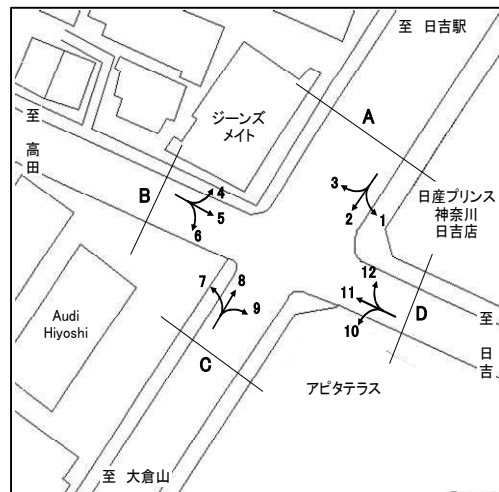 至 日吉駅
至
高
田
ジーンズ
メイト
A
日産プリンス
神奈川
日吉店
B
4
5
6
3
2
1
7
8
9
12
11
10
D
至
日
吉
Audi
Hiyoshi
C
アピタテラス
至 大倉山